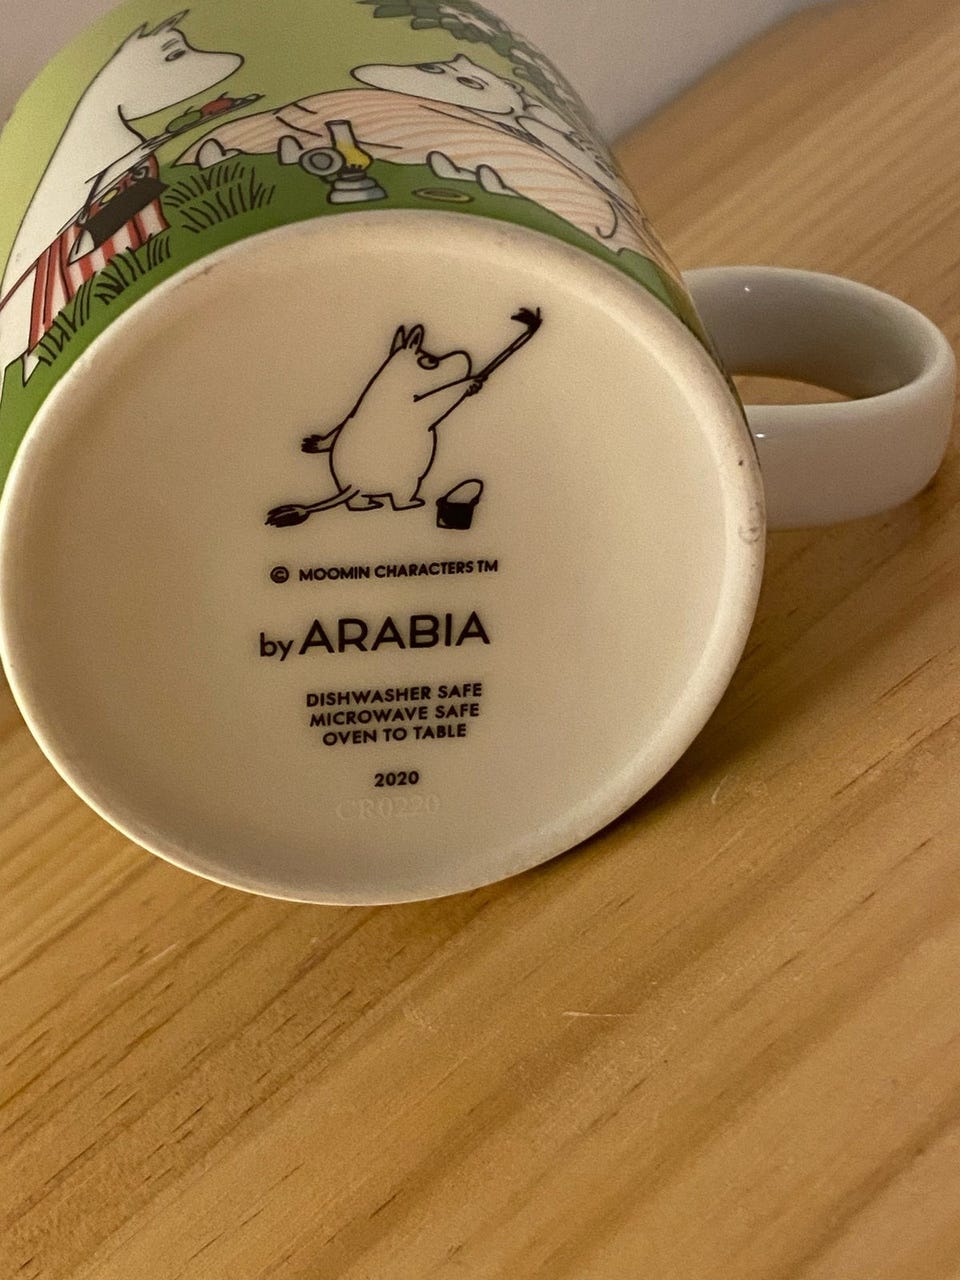 © MOOMIN CHARACTERS TM
by ARABIA
DISHWASHER SAFE
MICROWAVE SAFE
OVEN TO TABLE
2020
CR0220